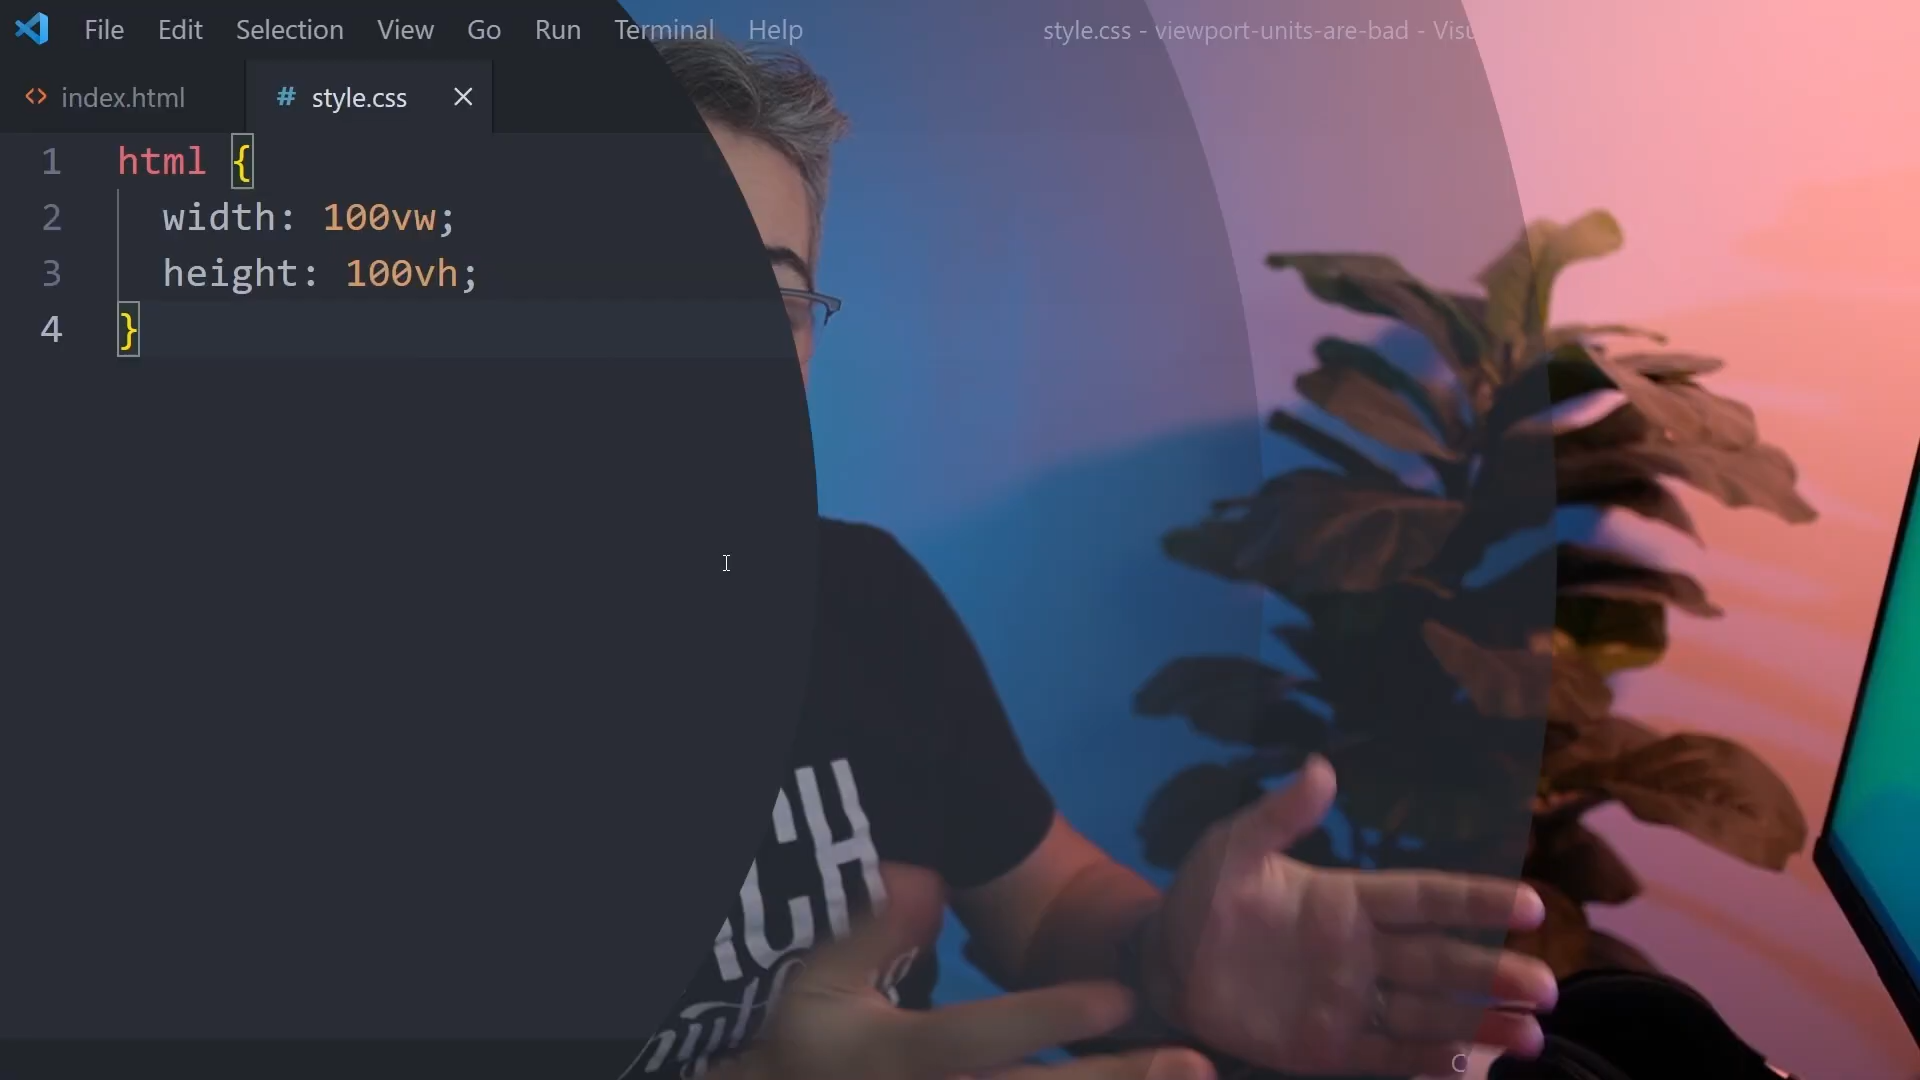 File Edit Selection View Go Run Terminal Help style.css - viewport-units-are-bad -
index.html # style.css
1 html {
2 width: 100vw;
3 height: 100vh;
4 }